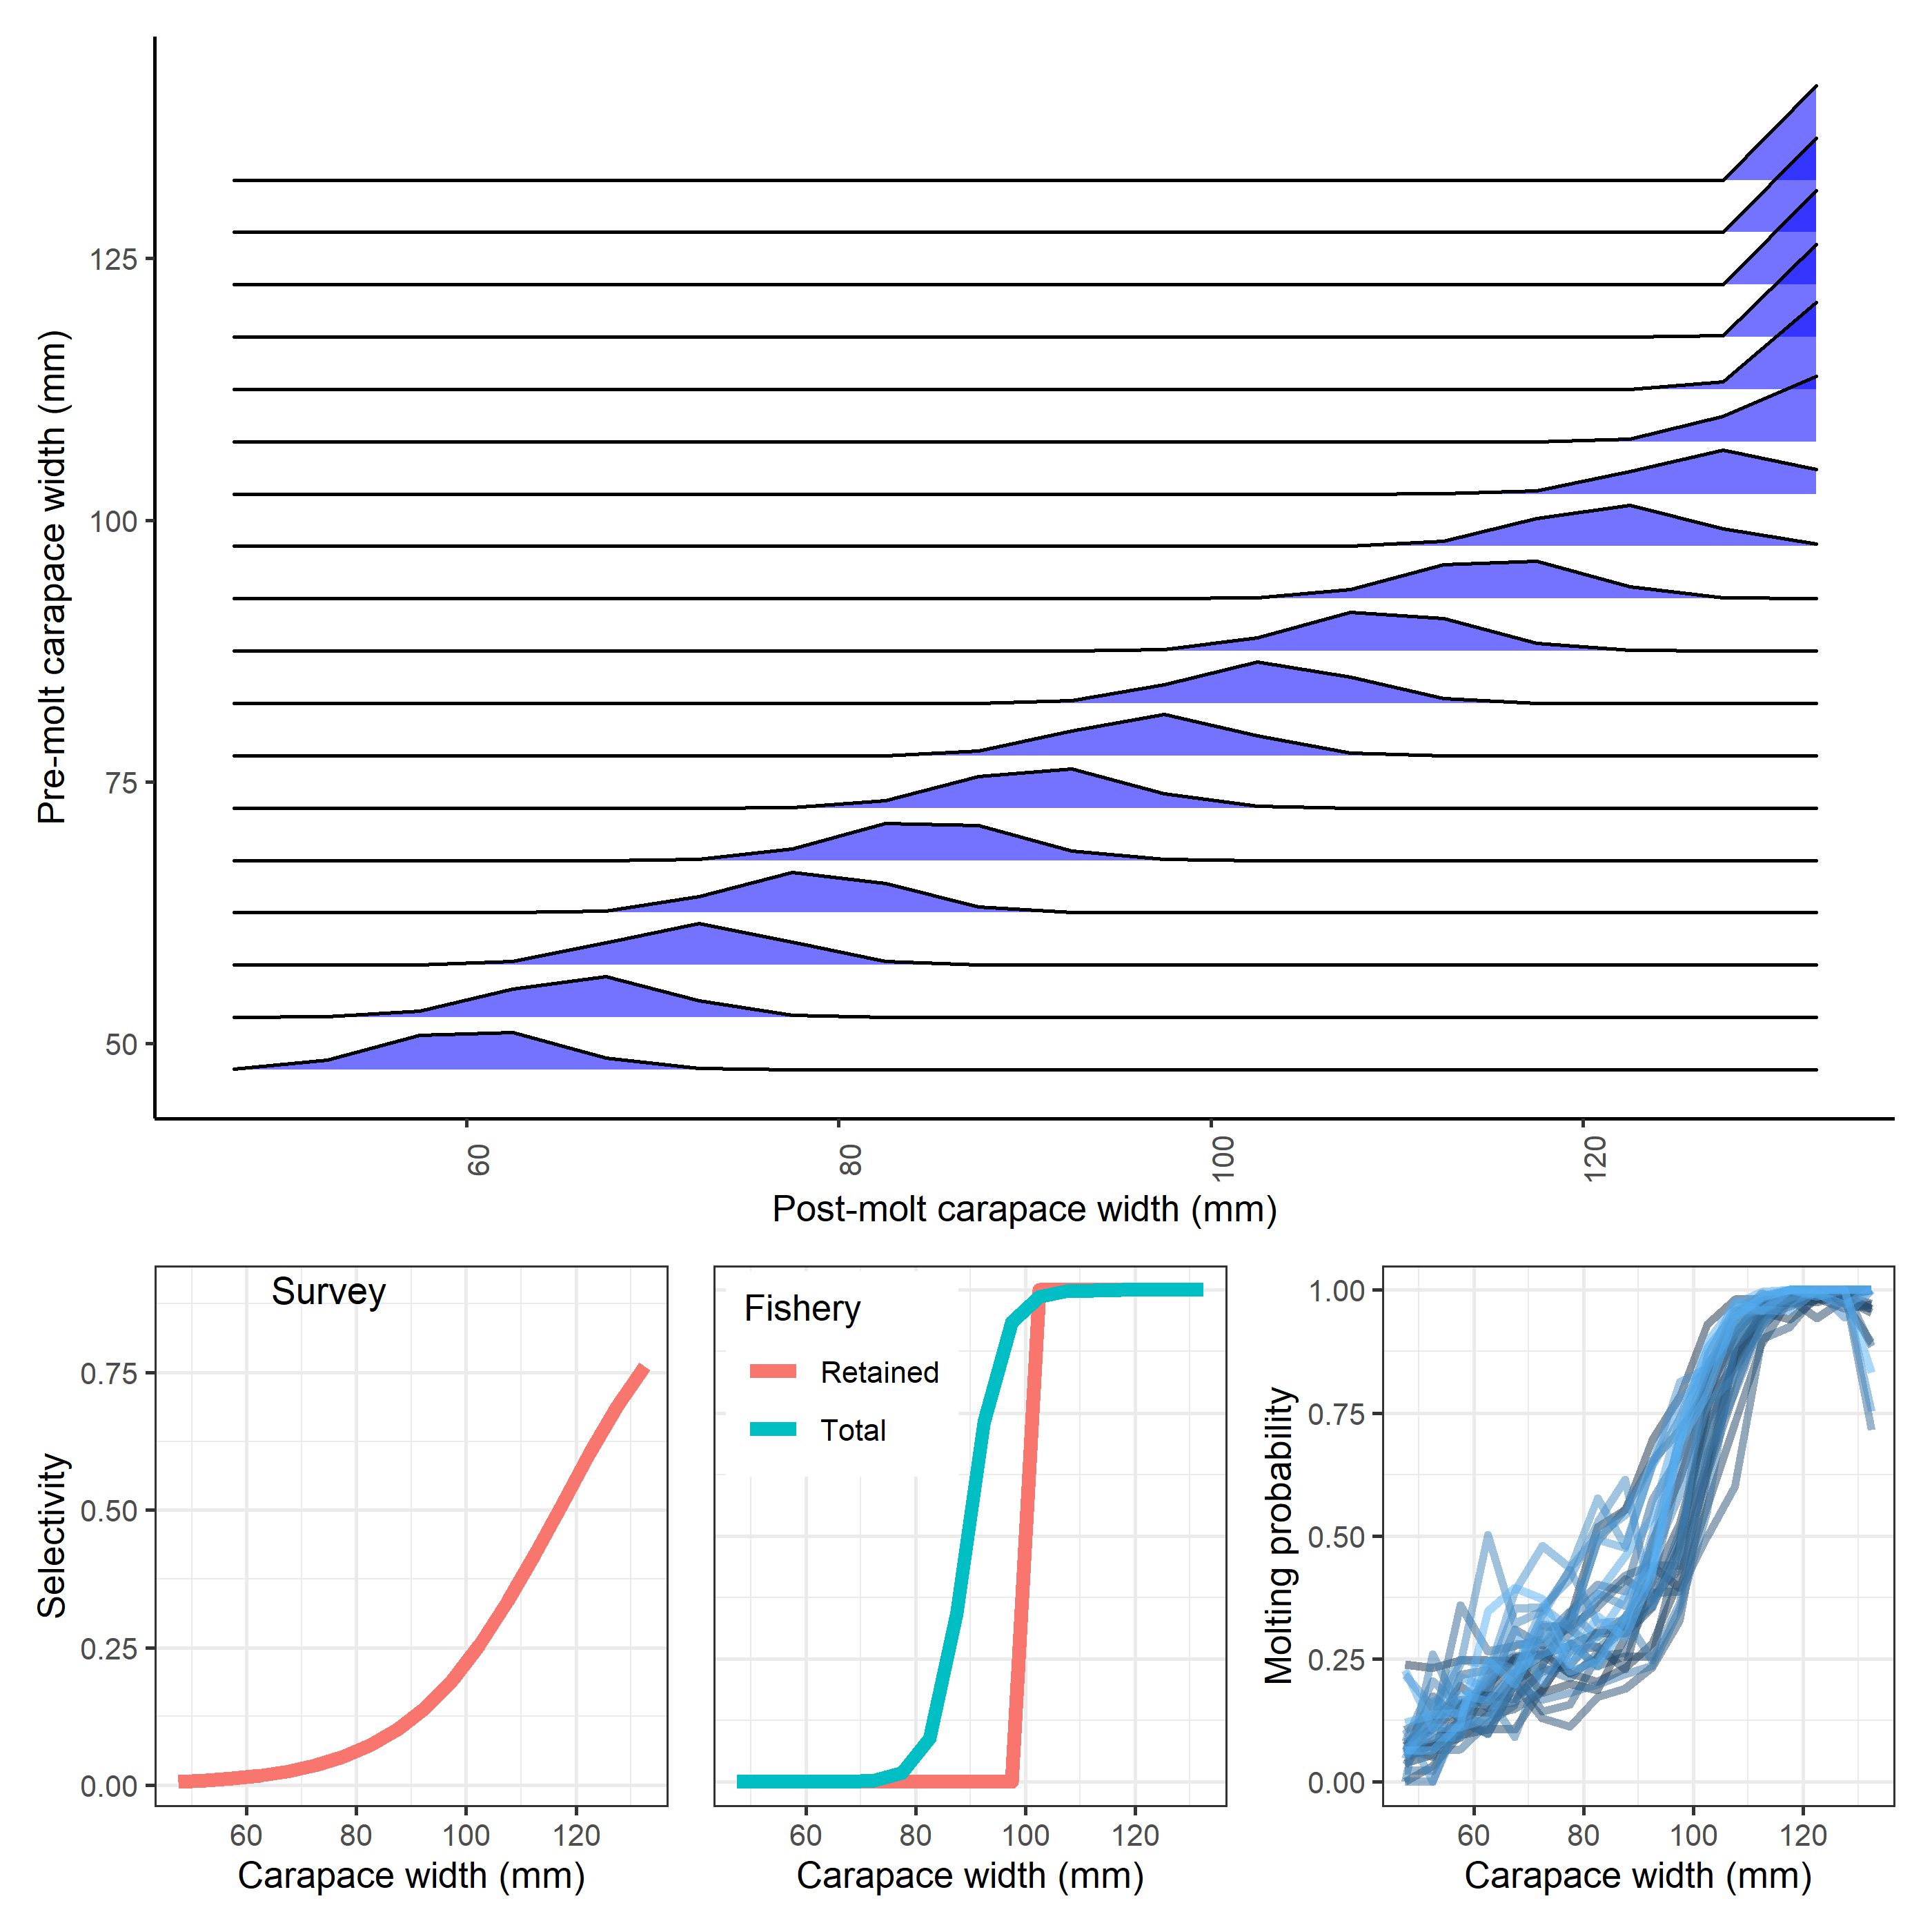 Pre-molt carapace width (mm)
125
100
75
50
60
80
100
120
Post-molt carapace width (mm)
Survey
Selectivity
0.75
0.50
0.25
0.00
60
80
100
120
Carapace width (mm)
Fishery
Retained
Total
60
80
100
120
Carapace width (mm)
Molting probability
1.00
0.75
0.50
0.25
0.00
60
80
100
120
Carapace width (mm)